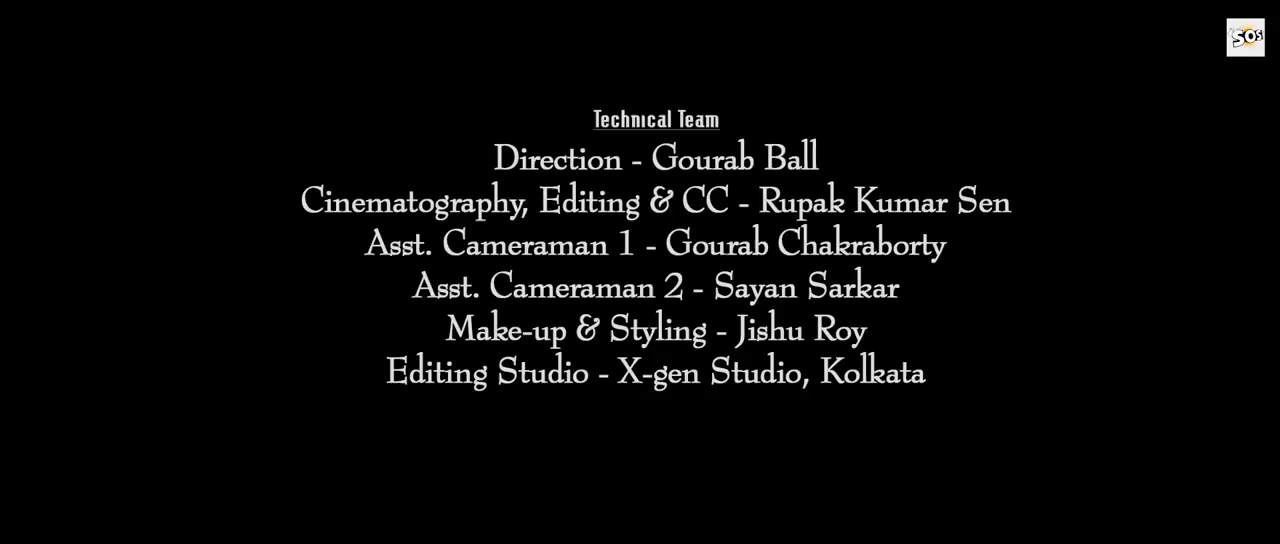 SOS
Technical Team
Direction - Gourab Ball
Cinematography, Editing & CC - Rupak Kumar Sen
Asst. Cameraman 1 - Gourab Chakraborty
Asst. Cameraman 2 - Sayan Sarkar
Make-up & Styling - Jishu Roy
Editing Studio - X-gen Studio, Kolkata